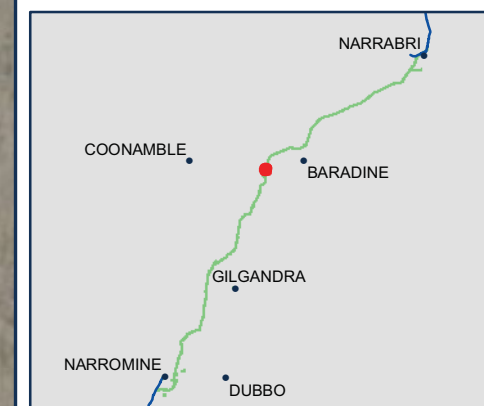 NARRABRI
COONAMBLE
BARADINE
GILGANDRA
NARROMINE
DUBBO